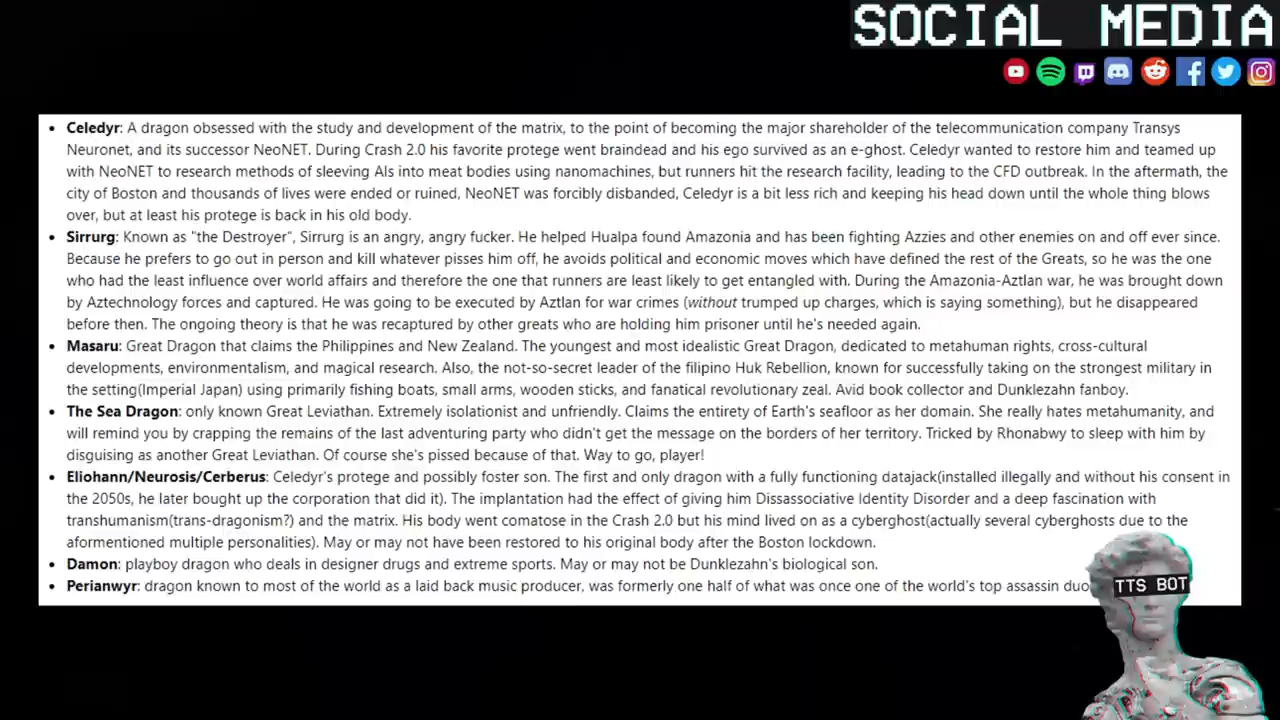 SOCIAL MEDIA
Celedyr: A dragon obsessed with the study and development of the matrix, to the point of becoming the major shareholder of the telecommunication company Transys
Neuronet, and its successor NeoNET. During Crash 2.0 his favorite protege went braindead and his ego survived as an e-ghost. Celedyr wanted to restore him and teamed up
with NeoNET to research methods of sleeving AIs into meat bodies using nanomachines, but runners hit the research facility, leading to the CFD outbreak. In the aftermath, the
city of Boston and thousands of lives were ended or ruined, NeoNET was forcibly disbanded, Celedyr is a bit less rich and keeping his head down until the whole thing blows
over, but at least his protege is back in his old body.
Sirrurg: Known as "the Destroyer", Sirrurg is an angry, angry fucker. He helped Hualpa found Amazonia and has been fighting Azzies and other enemies on and off ever since.
Because he prefers to go out in person and kill whatever pisses him off, he avoids political and economic moves which have defined the rest of the Greats, so he was the one
who had the least influence over world affairs and therefore the one that runners are least likely to get entangled with. During the Amazonia-Aztlan war, he was brought down
by Aztechnology forces and captured. He was going to be executed by Aztlan for war crimes (without trumped up charges, which is saying something), but he disappeared
before then. The ongoing theory is that he was recaptured by other greats who are holding him prisoner until he's needed again.
Masaru: Great Dragon that claims the Philippines and New Zealand. The youngest and most idealistic Great Dragon, dedicated to metahuman rights, cross-cultural
developments, environmentalism, and magical research. Also, the not-so-secret leader of the filipino Huk Rebellion, known for successfully taking on the strongest military in
the setting(Imperial Japan) using primarily fishing boats, small arms, wooden sticks, and fanatical revolutionary zeal. Avid book collector and Dunklezahn fanboy.
The Sea Dragon: only known Great Leviathan. Extremely isolationist and unfriendly. Claims the entirety of Earth's seafloor as her domain. She really hates metahumanity, and
will remind you by crapping the remains of the last adventuring party who didn't get the message on the borders of her territory. Tricked by Rhonabwy to sleep with him by
disguising as another Great Leviathan. Of course she's pissed because of that. Way to go, player!
Eliohann/Neurosis/Cerberus: Celedyr's protege and possibly foster son. The first and only dragon with a fully functioning datajack(installed illegally and without his consent in
the 2050s, he later bought up the corporation that did it). The implantation had the effect of giving him Dissassociative Identity Disorder and a deep fascination with
transhumanism(trans-dragonism?) and the matrix. His body went comatose in the Crash 2.0 but his mind lived on as a cyberghost(actually several cyberghosts due to the
aformentioned multiple personalities). May or may not have been restored to his original body after the Boston lockdown.
Damon: playboy dragon who deals in designer drugs and extreme sports. May or may not be Dunklezahn's biological son.
Perianwyr: dragon known to most of the world as a laid back music producer, was formerly one half of what was once one of the world's top assassin duo
TTS BOT